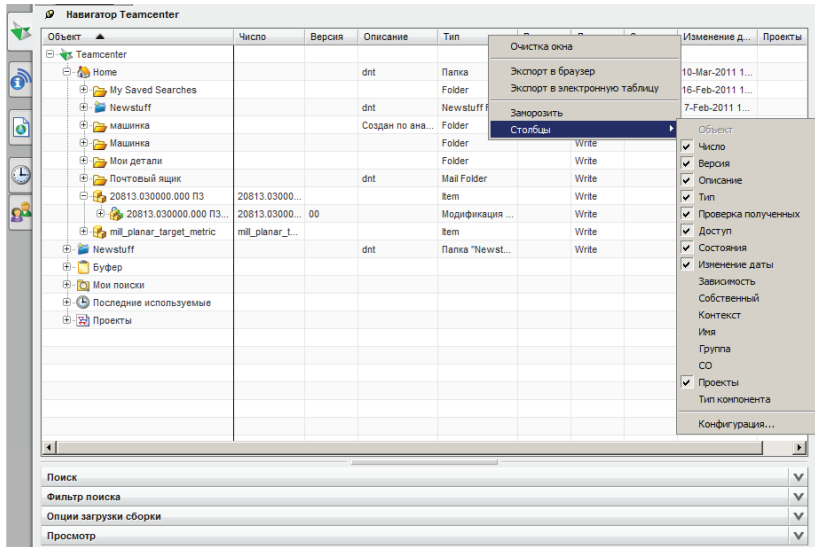 Навигатор Teamcenter
Объект Число Версия Описание Тип Изменение д... Проекты
Teamcenter
Home dnt Папка 10-Mar-2011 1...
My Saved Searches Folder 16-Feb-2011 1...
Newstuff dnt Newstuff F 7-Feb-2011 1...
машинка Создан по ана... Folder
Машинка Folder Write
Мои детали Folder Write
Почтовый ящик dnt Mail Folder Write
20813.030000.000 ПЗ 20813.03000... Item Write
20813.030000.000 ПЗ... 20813.03000... 00 Модификация ... Write
mill_planar_target_metric mill_planar_t... Item Write
Newstuff dnt Папка "Newst... Write
Буфер
Мои поиски
Последние используемые
Проекты
Очистка окна
Экспорт в браузер
Экспорт в электронную таблицу
Заморозить
Столбцы
Объект
Число
Версия
Описание
Тип
Проверка полученных
Доступ
Состояния
Изменение даты
Зависимость
Собственный
Контекст
Имя
Группа
СО
Проекты
Тип компонента
Конфигурация...
Поиск
Фильтр поиска
Опции загрузки сборки
Просмотр